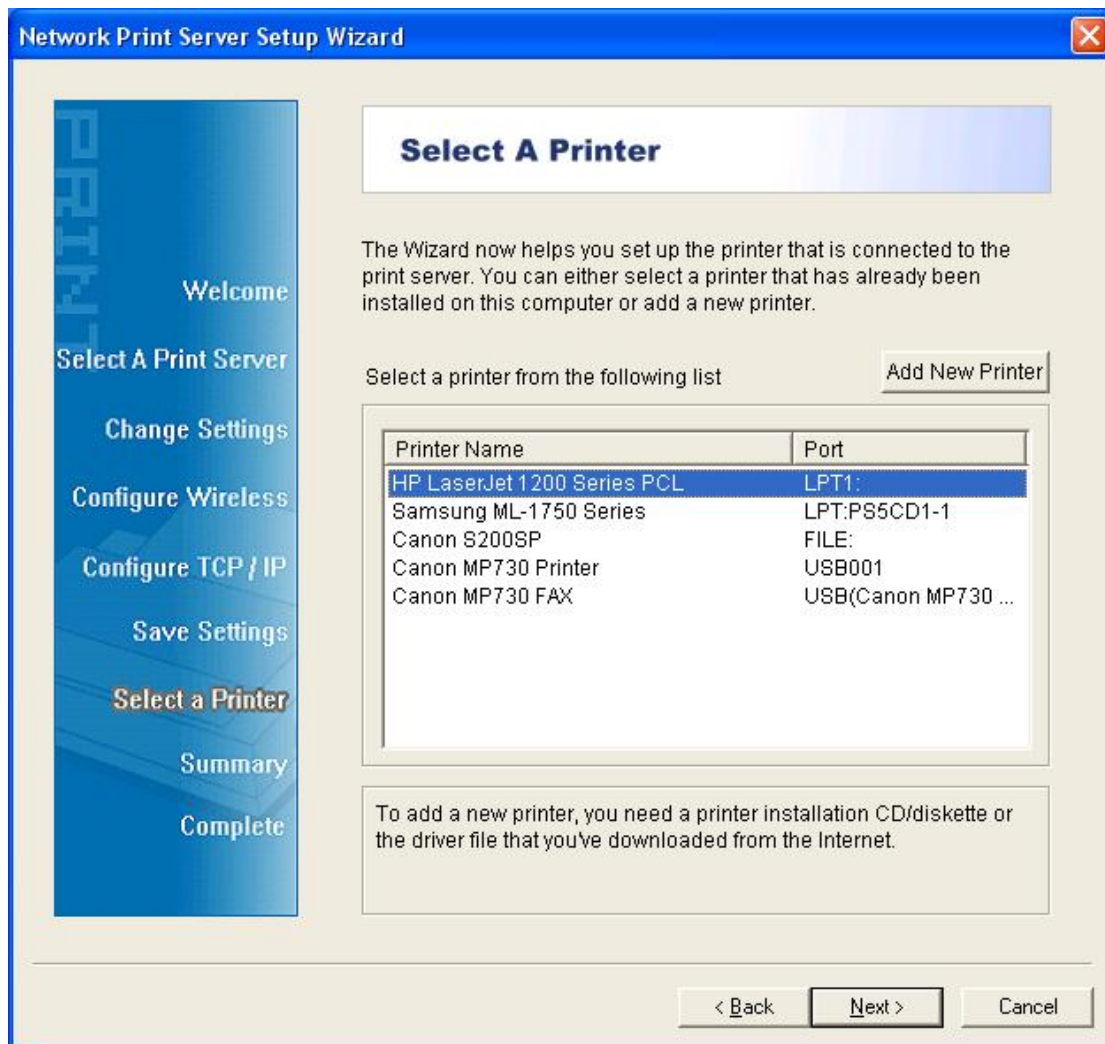 Network Print Server Setup Wizard
PRINT
Welcome
Select A Print Server
Change Settings
Configure Wireless
Configure TCP / IP
Save Settings
Select a Printer
Summary
Complete
Select A Printer
The Wizard now helps you set up the printer that is connected to the
print server. You can either select a printer that has already been
installed on this computer or add a new printer.
Select a printer from the following list
Add New Printer
Printer Name Port
HP LaserJet 1200 Series PCL LPT1:
Samsung ML-1750 Series LPT:PS5CD1-1
Canon S200SP FILE:
Canon MP730 Printer USB001
Canon MP730 FAX USB(Canon MP730 ...
To add a new printer, you need a printer installation CD/diskette or
the driver file that you've downloaded from the Internet.
< Back Next > Cancel